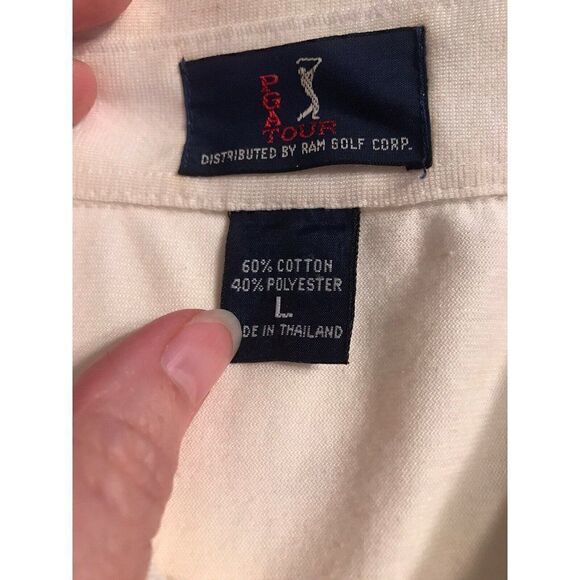 PGA
TOUR
DISTRIBUTED BY RAM GOLF CORP.
60% COTTON
40% POLYESTER
L
DE IN THAILAND